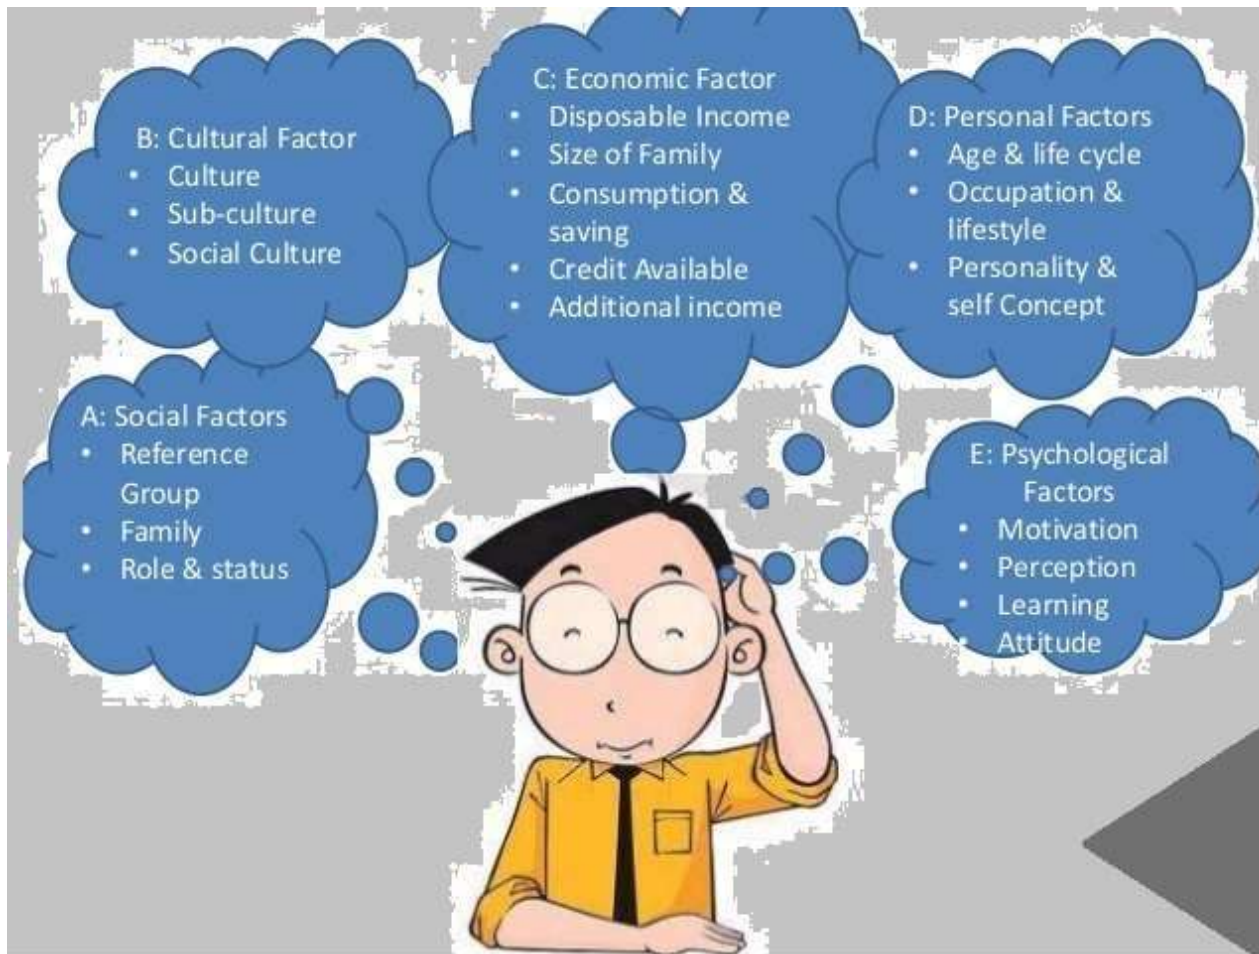 A: Social Factors
• Reference
Group
• Family
• Role & status
B: Cultural Factor
• Culture
• Sub-culture
• Social Culture
C: Economic Factor
• Disposable Income
• Size of Family
• Consumption &
saving
• Credit Available
• Additional income
D: Personal Factors
• Age & life cycle
• Occupation &
lifestyle
• Personality &
self Concept
E: Psychological
Factors
• Motivation
• Perception
• Learning
• Attitude